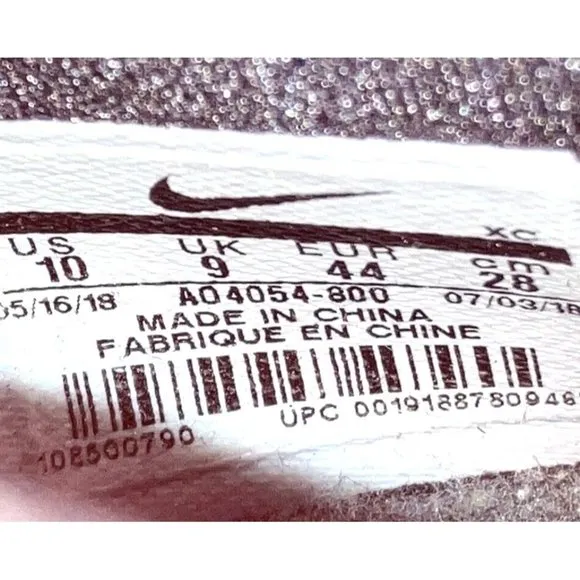 XC
US UK EUR cm
10 9 44 28
05/16/18 AO4054-800 07/03/18
MADE IN CHINA
FABRIQUE EN CHINE
UPC 0019188780946
108500790